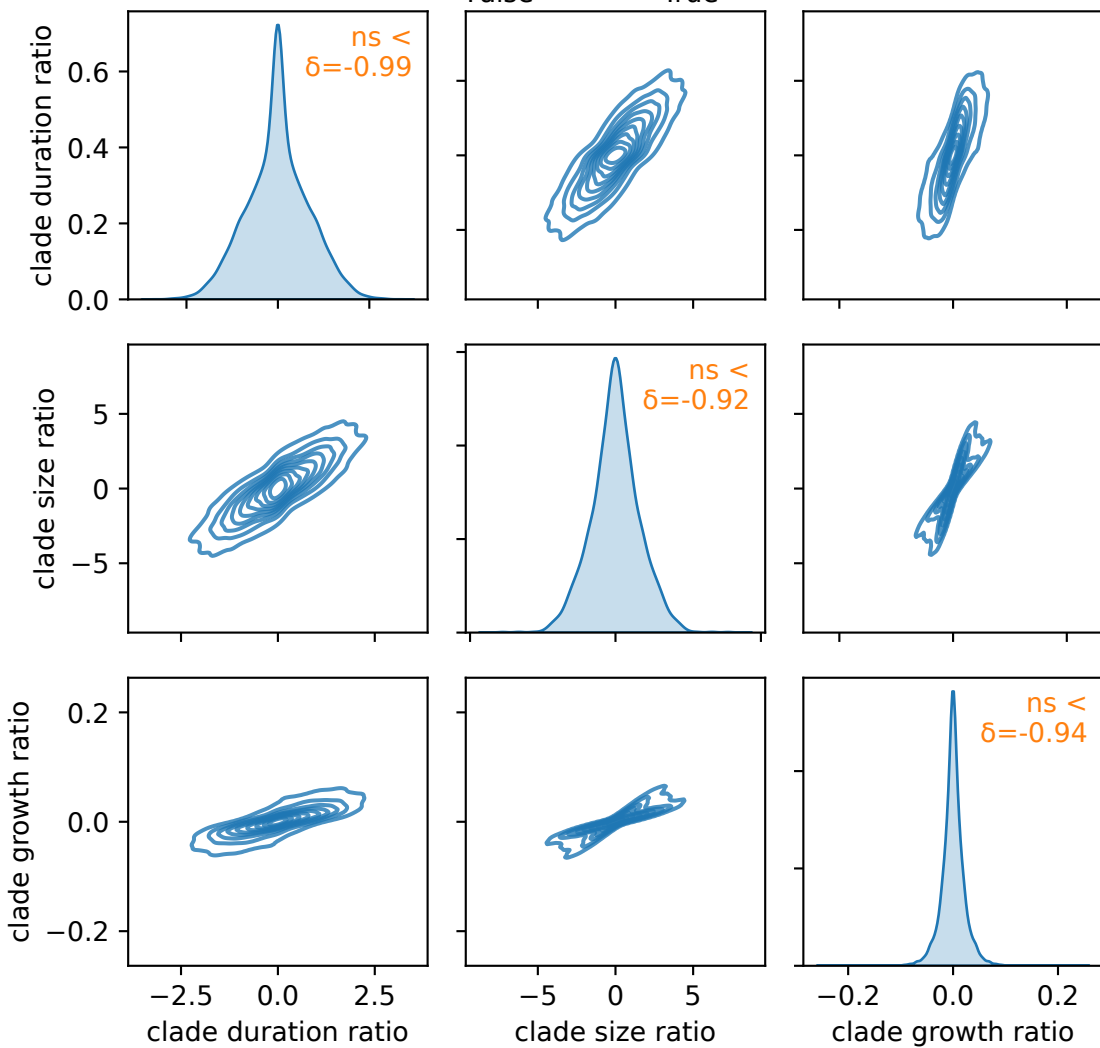 clade duration ratio
0.6
0.4
0.2
0.0
ns <
δ=-0.99
clade size ratio
5
0
−5
ns <
δ=-0.92
clade growth ratio
0.2
0.0
−0.2
ns <
δ=-0.94
−2.5 0.0 2.5
−5 0 5
−0.2 0.0 0.2
clade duration ratio
clade size ratio
clade growth ratio